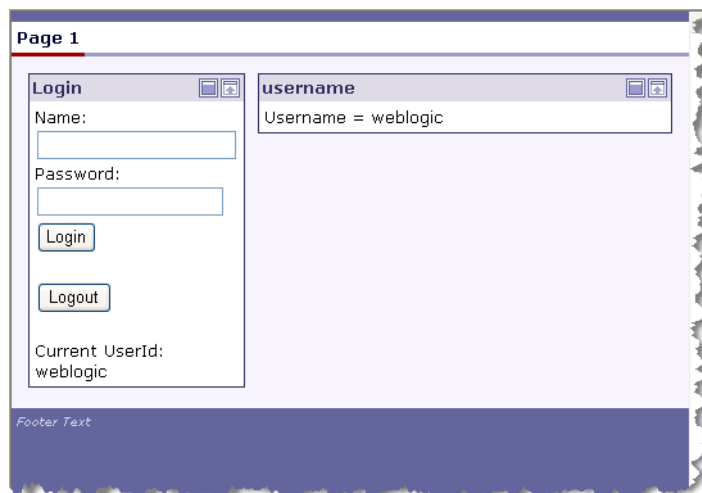 Page 1
Login
Name:
Password:
Login
Logout
Current UserId:
weblogic
username
Username = weblogic
Footer Text